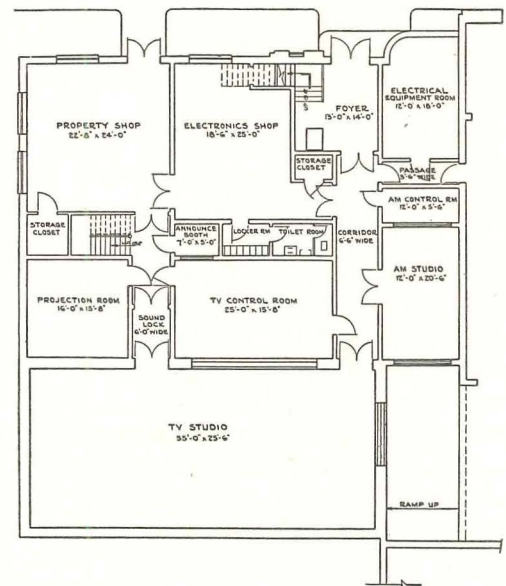 PROPERTY SHOP
22'-8" x 24'-0"
ELECTRONICS SHOP
18'-6" x 25'-0"
FOYER
13'-0" x 14'-0"
ELECTRICAL
EQUIPMENT ROOM
12'-0" x 18'-0"
STORAGE
CLOSET
PASSAGE
3'-6" WIDE
AM CONTROL RM
12'-0" x 5'-6"
STORAGE
CLOSET
ANNOUNCE
BOOTH
7'-0" x 5'-0"
LOCKER RM
TOILET ROOM
CORRIDOR
6'-6" WIDE
AM STUDIO
12'-0" x 20'-6"
PROJECTION ROOM
16'-0" x 15'-8"
SOUND
LOCK
6'-0" WIDE
TV CONTROL ROOM
25'-0" x 15'-8"
TV STUDIO
55'-0" x 25'-6"
RAMP UP